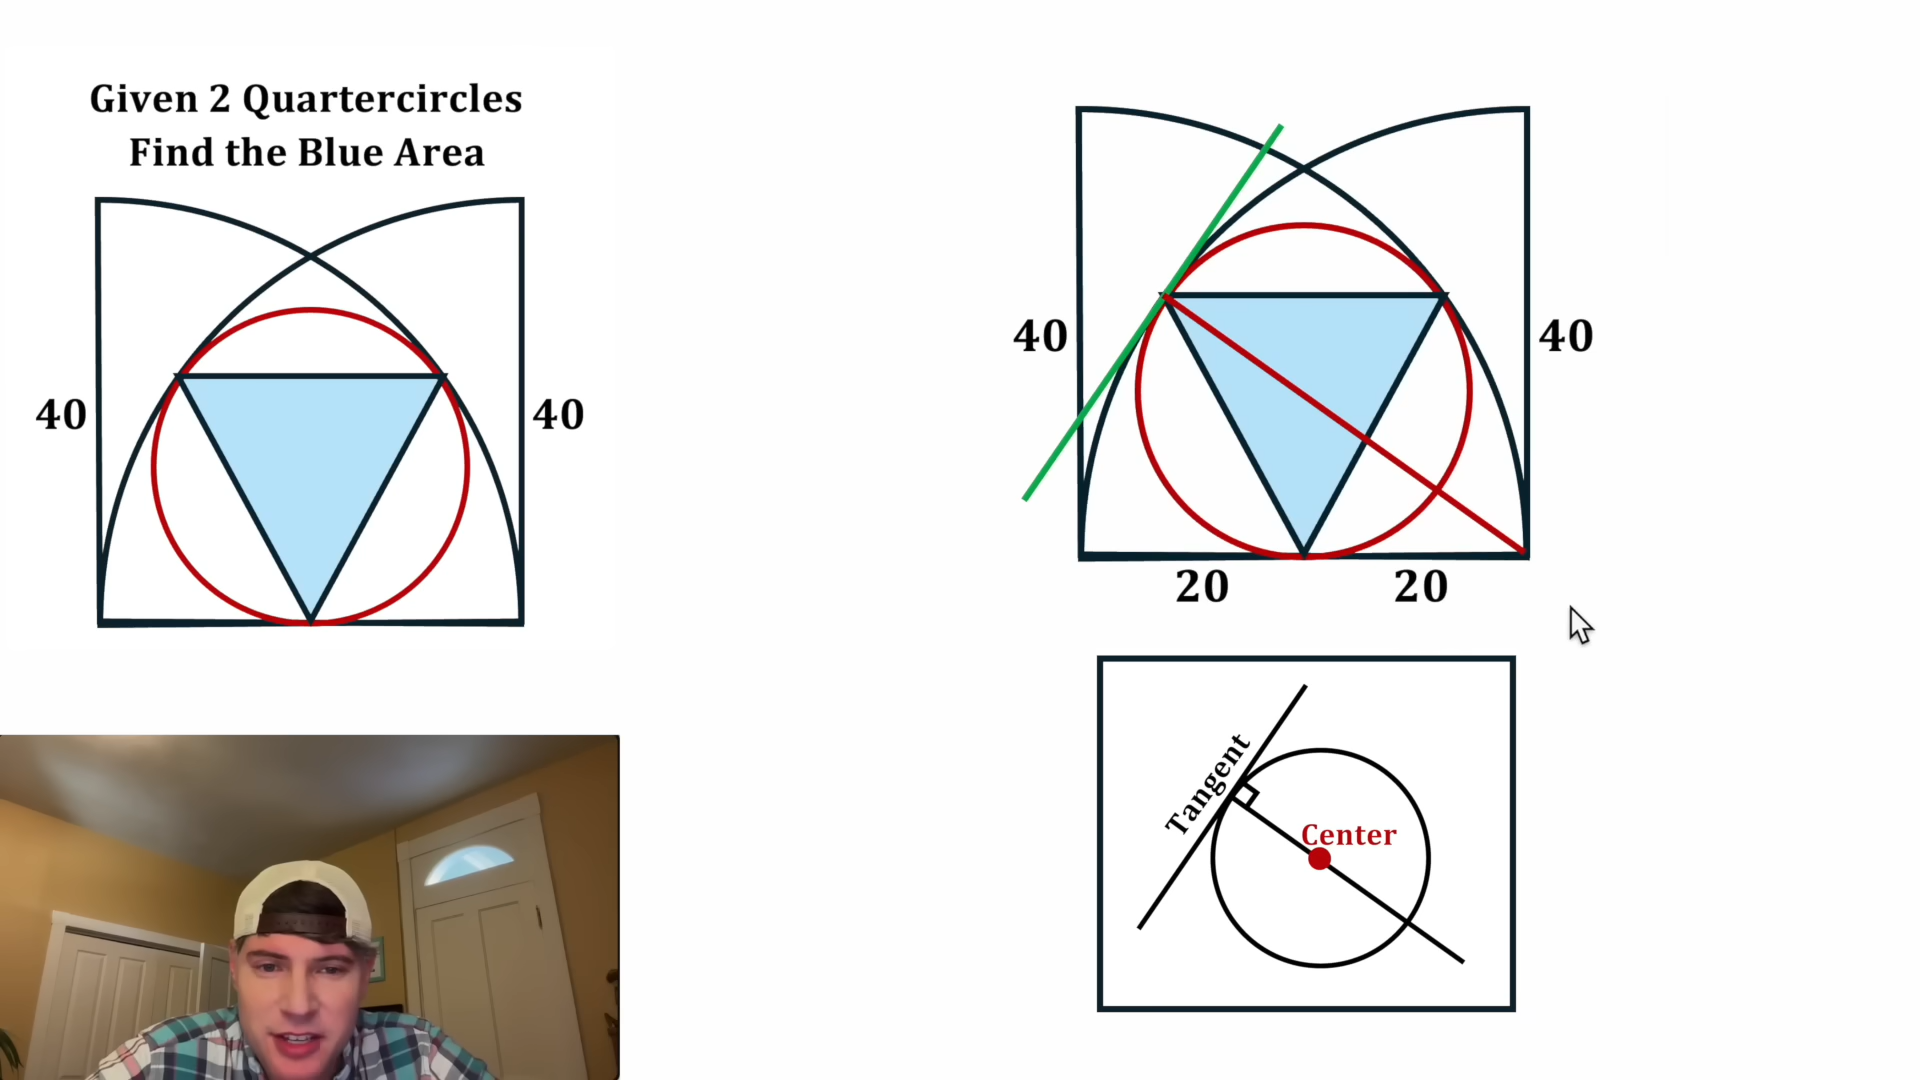 Given 2 Quartercircles
Find the Blue Area
40
40
40
40
20
20
Tangent
Center